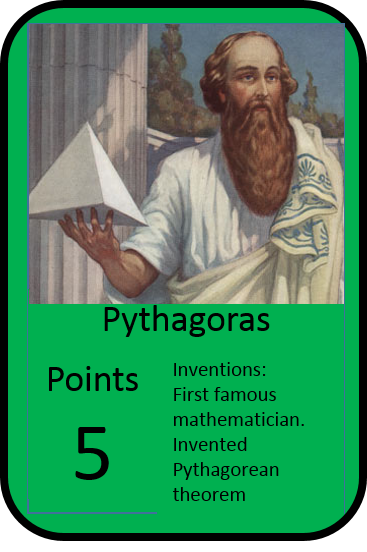 Pythagoras
Points
5
Inventions:
First famous
mathematician.
Invented
Pythagorean
theorem